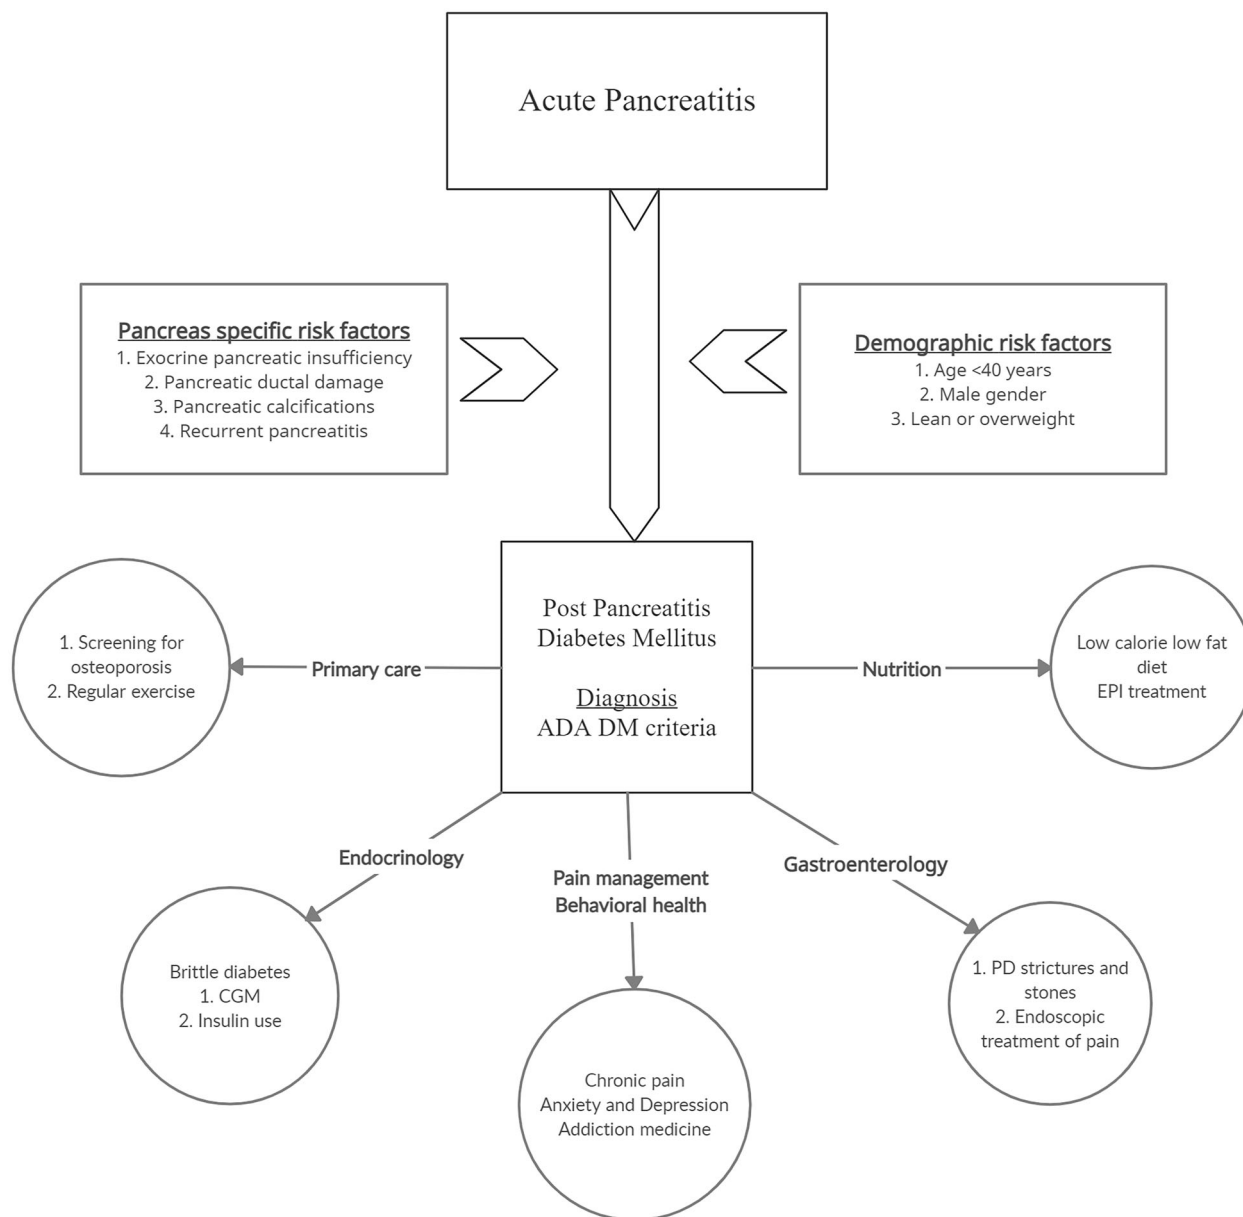 Acute Pancreatitis
Pancreas specific risk factors
1. Exocrine pancreatic insufficiency
2. Pancreatic ductal damage
3. Pancreatic calcifications
4. Recurrent pancreatitis
Demographic risk factors
1. Age <40 years
2. Male gender
3. Lean or overweight
Post Pancreatitis
Diabetes Mellitus
Diagnosis
ADA DM criteria
Primary care
1. Screening for
osteoporosis
2. Regular exercise
Nutrition
Low calorie low fat
diet
EPI treatment
Endocrinology
Brittle diabetes
1. CGM
2. Insulin use
Pain management
Behavioral health
Chronic pain
Anxiety and Depression
Addiction medicine
Gastroenterology
1. PD strictures and
stones
2. Endoscopic
treatment of pain